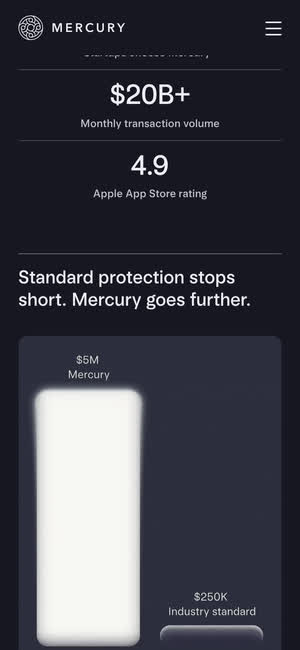 MERCURY
$20B+
Monthly transaction volume
4.9
Apple App Store rating
Standard protection stops
short. Mercury goes further.
$5M
Mercury
$250K
Industry standard